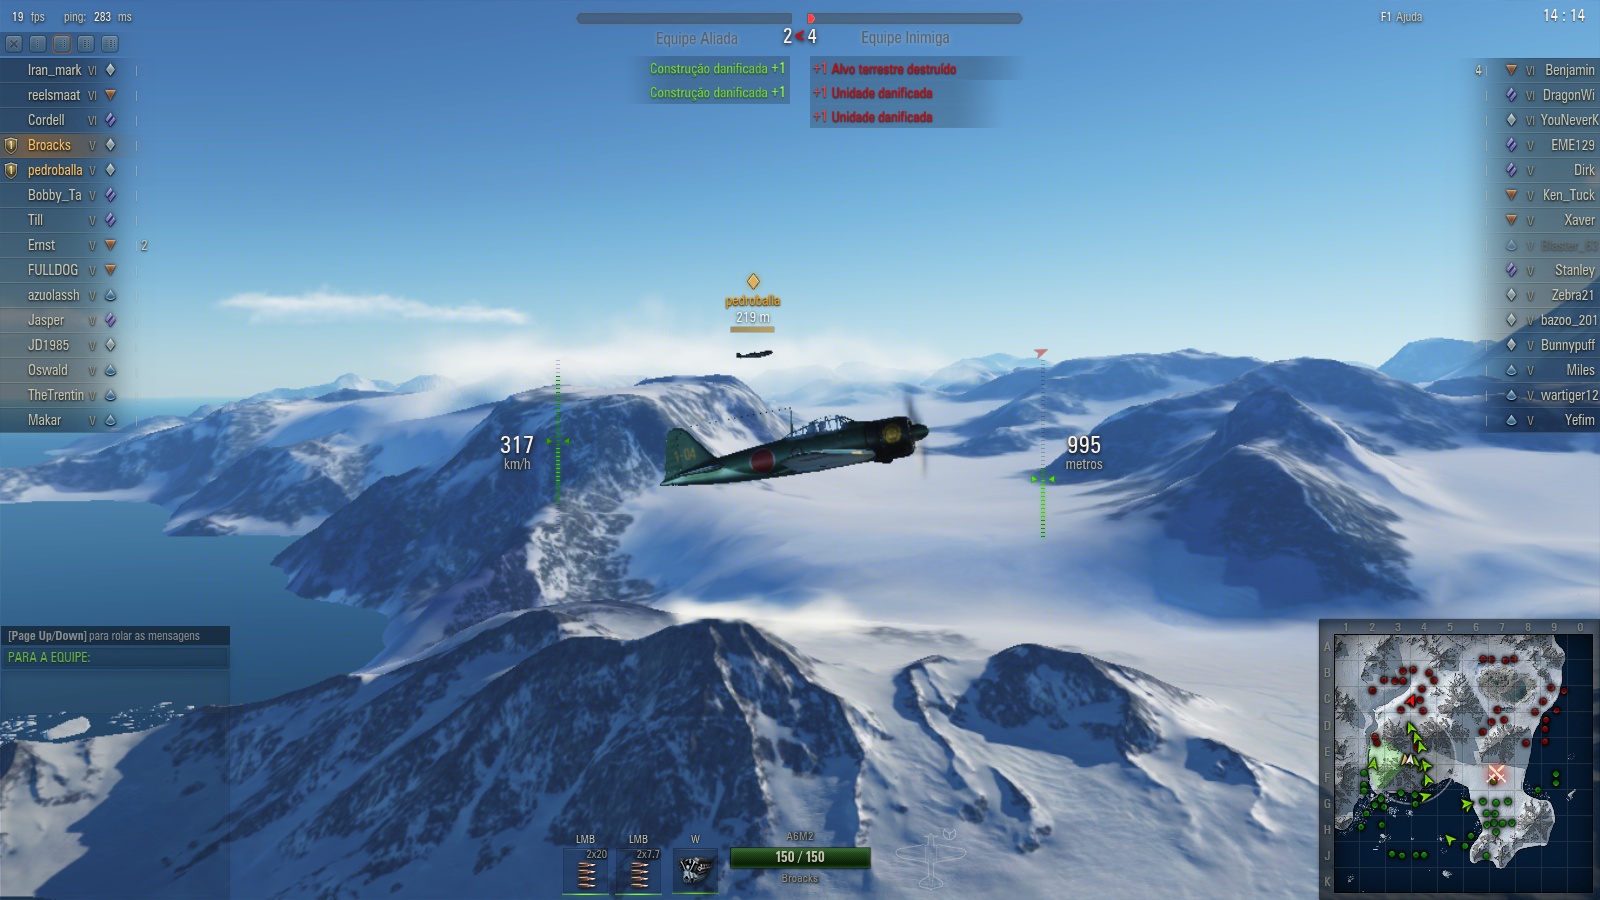 19 fps ping: 283 ms
F1 Ajuda
14 : 14
Equipe Aliada 2 4 Equipe Inimiga
Construção danificada +1
Construção danificada +1
+1 Alvo terrestre destruído
+1 Unidade danificada
+1 Unidade danificada
Iran_mark VI
reelsmaat VI
Cordell VI
Broacks V
pedroballa V
Bobby_Ta V
Till V
Ernst V 2
FULLDOG V
azuolassh V
Jasper V
JD1985 V
Oswald V
TheTrentin V
Makar V
4 VI Benjamin
VI DragonWi
VI YouNeverK
V EME129
V Dirk
V Ken_Tuck
V Xaver
V Stanley
V Zebra21
V bazoo_201
V Bunnypuff
V Miles
V wartiger12
V Yefim
pedroballa
219 m
317
km/h
995
metros
1-04
[Page Up/Down] para rolar as mensagens
PARA A EQUIPE:
LMB
2x20
LMB
2x7.7
W
A6M2
150 / 150
Broacks
1 2 3 4 5 6 7 8 9 0
A
B
C
D
E
F
G
H
J
K